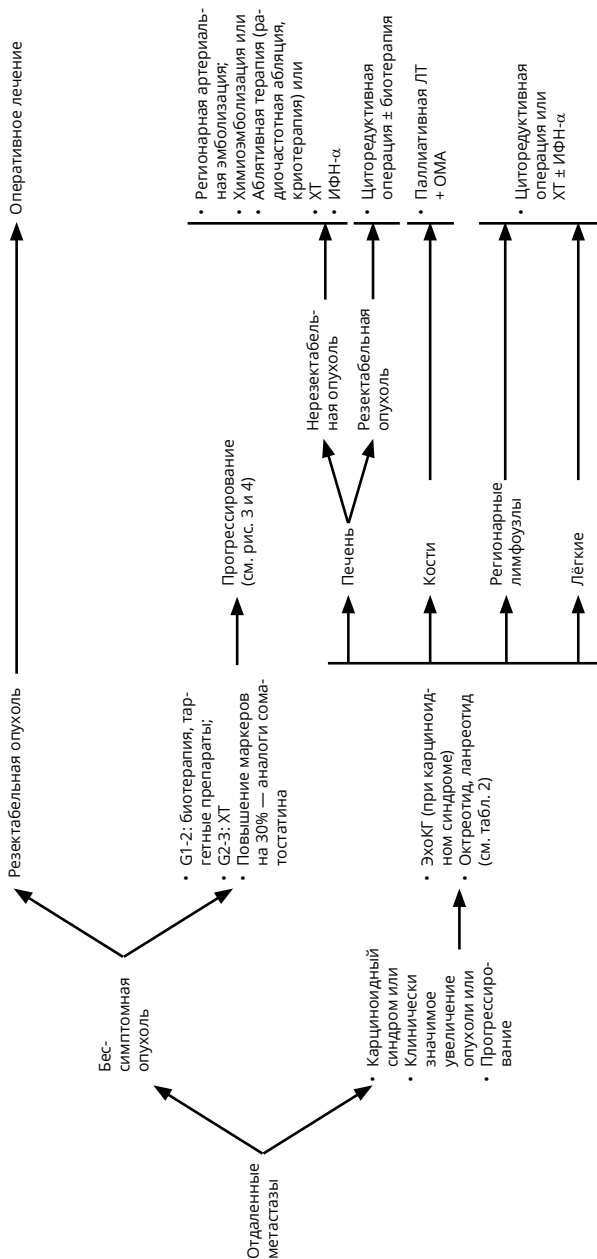 Отдаленные
метастазы
Бес-
симптомная
опухоль
• Карциноидный
синдром или
• Клинически
значимое
увеличение
опухоли или
• Прогрессиро-
вание
Резектабельная опухоль
• G1-2: биотерапия, тар-
гетные препараты;
• G2-3: ХТ
• Повышение маркеров
на 30% — аналоги сома-
тостатина
• ЭхоКГ (при карциноид-
ном синдроме)
• Октреотид, ланреотид
(см. табл. 2)
Прогрессирование
(см. рис. 3 и 4)
Печень
Кости
Регионарные
лимфоузлы
Лёгкие
Нерезектабель-
ная опухоль
Резектабельная
опухоль
Оперативное лечение
• Регионарная артериаль-
ная эмболизация;
• Химиоэмболизация или
• Аблятивная терапия (ра-
диочастотная абляция,
криотерапия) или
• ХТ
• ИФН-α
• Циторедуктивная
операция ± биотерапия
• Паллиативная ЛТ
+ ОМА
• Циторедуктивная
операция или
ХТ ± ИФН-α